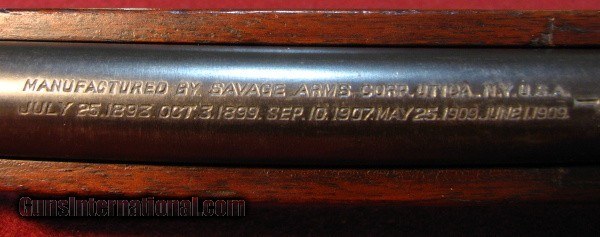 MANUFACTURED BY SAVAGE ARMS CORP. UTICA. N.Y. U.S.A.
JULY 25.1893. OCT.3.1899. SEP.10.1907.MAY 25.1909.JUNE 1.1909.
GunsInternational.com